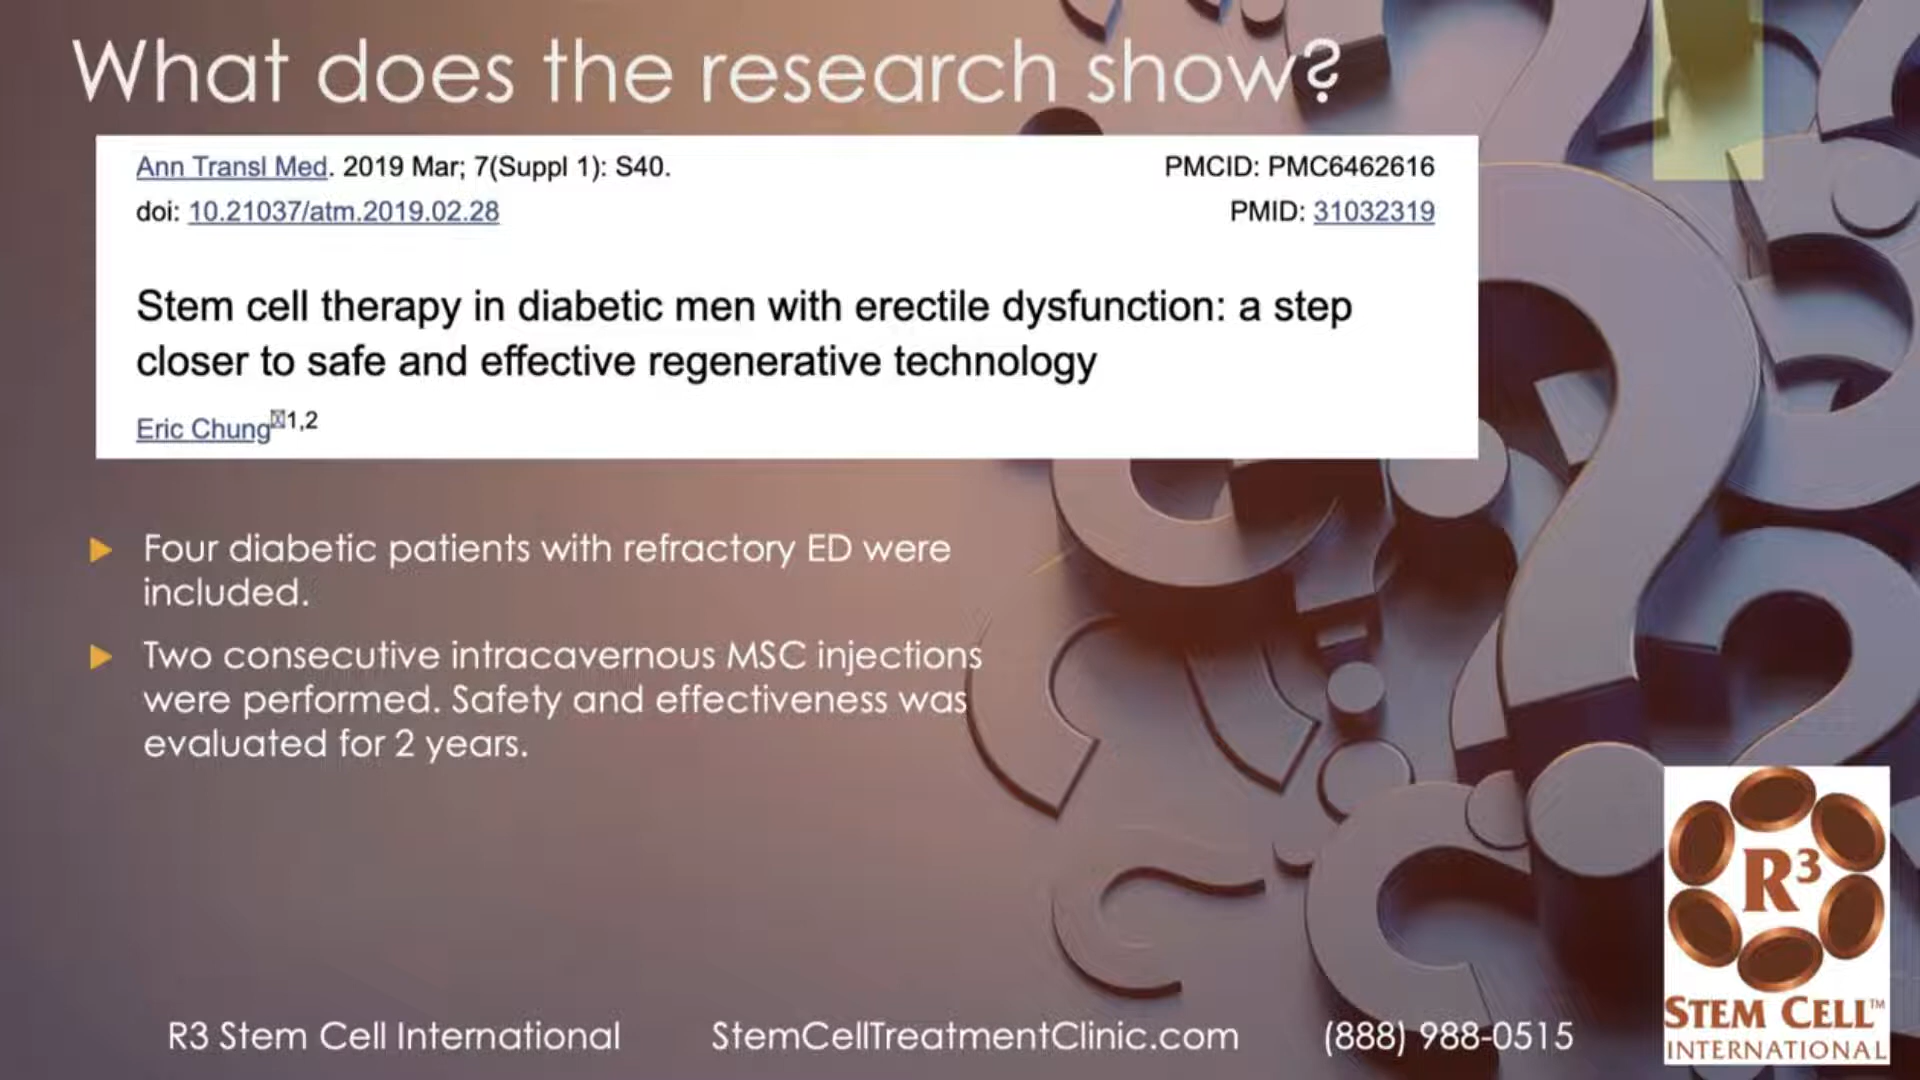 What does the research show?
Ann Transl Med. 2019 Mar; 7(Suppl 1): S40.
PMCID: PMC6462616
doi: 10.21037/atm.2019.02.28
PMID: 31032319
Stem cell therapy in diabetic men with erectile dysfunction: a step
closer to safe and effective regenerative technology
Eric Chung 1,2
Four diabetic patients with refractory ED were
included.
Two consecutive intracavernous MSC injections
were performed. Safety and effectiveness was
evaluated for 2 years.
R3
STEM CELL™
INTERNATIONAL
R3 Stem Cell International
StemCellTreatmentClinic.com
(888) 988-0515